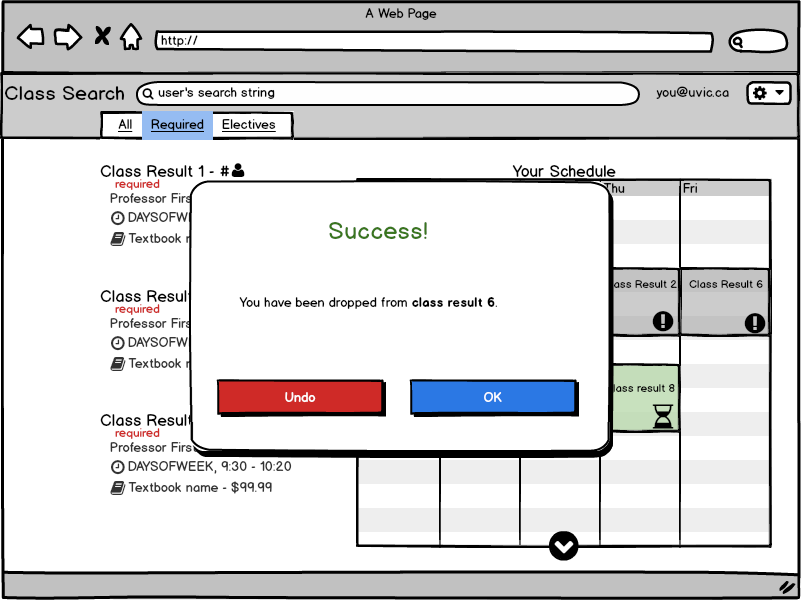 A Web Page
http://
Class Search
user's search string
you@uvic.ca
All
Required
Electives
Class Result 1 - #
required
Professor Firs
DAYSOFWE
Textbook n
Class Result
required
Professor Firs
DAYSOFW
Textbook n
Class Result
required
Professor First
DAYSOFWEEK, 9:30 - 10:20
Textbook name - $99.99
Your Schedule
Thu
Fri
ass Result 2
Class Result 6
lass result 8
Success!
You have been dropped from class result 6.
Undo
OK